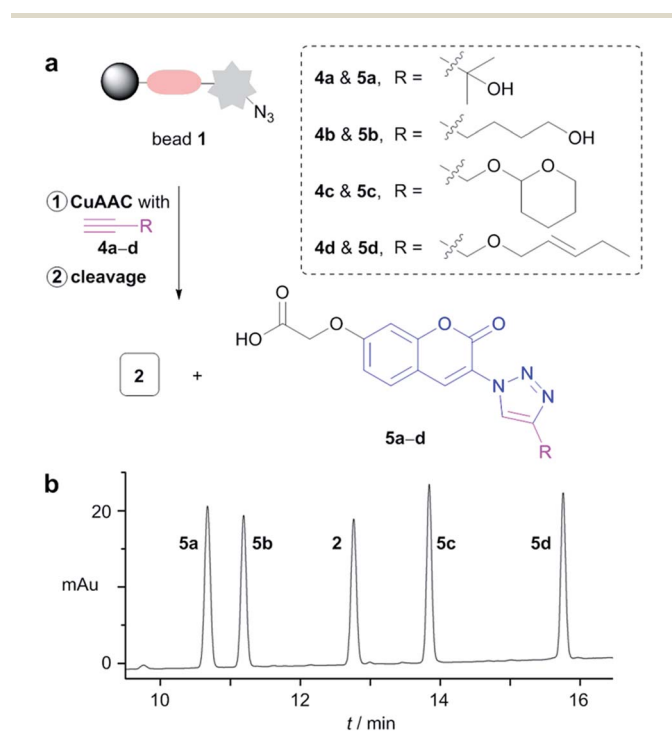 a
N3
bead 1
4a & 5a, R =
OH
4b & 5b, R =
OH
4c & 5c, R =
O
O
4d & 5d, R =
O
1 CuAAC with
R
4a–d
2 cleavage
O
HO
O
O
O
2
+
N
N
N
R
5a–d
b
20
mAu
0
5a
5b
2
5c
5d
10
12
14
16
t / min